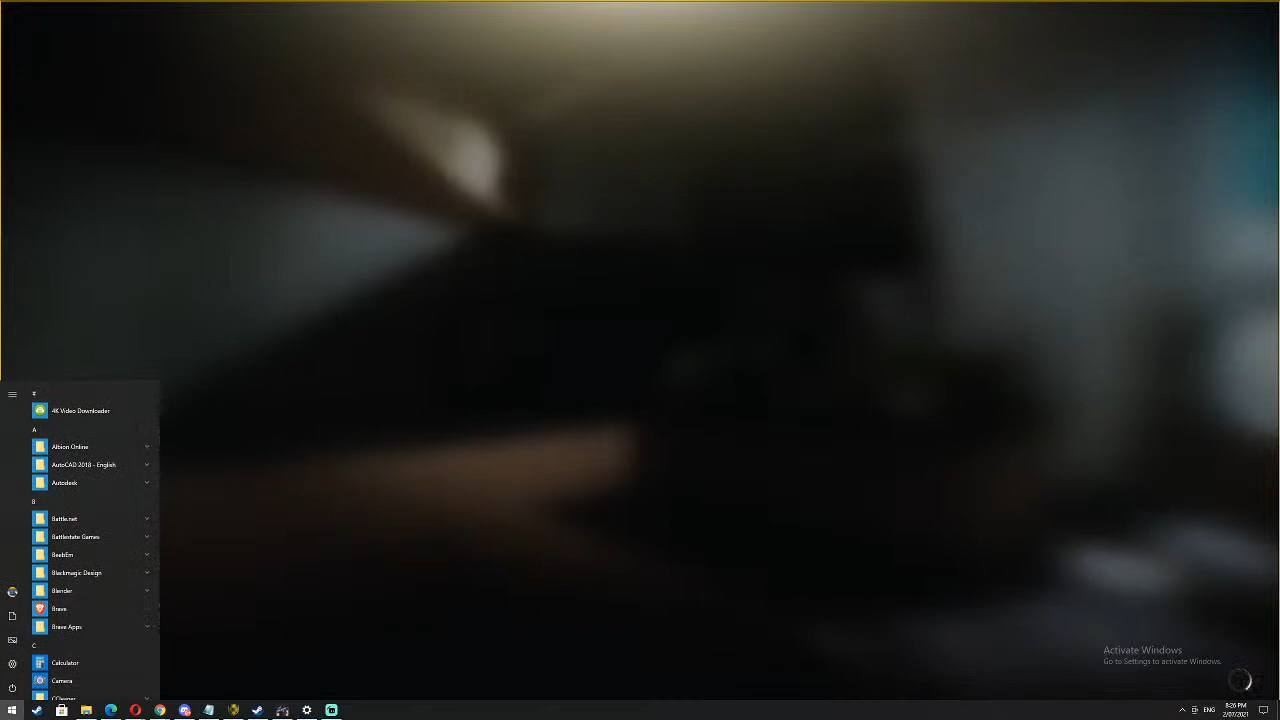 #
4K Video Downloader
A
Albion Online
AutoCAD 2018 - English
Autodesk
B
Battle.net
Battlestate Games
BeebEm
Blackmagic Design
Blender
Brave
Brave Apps
C
Calculator
Camera
CCleaner
Activate Windows
Go to Settings to activate Windows.
ENG
8:26 PM
2/07/2021